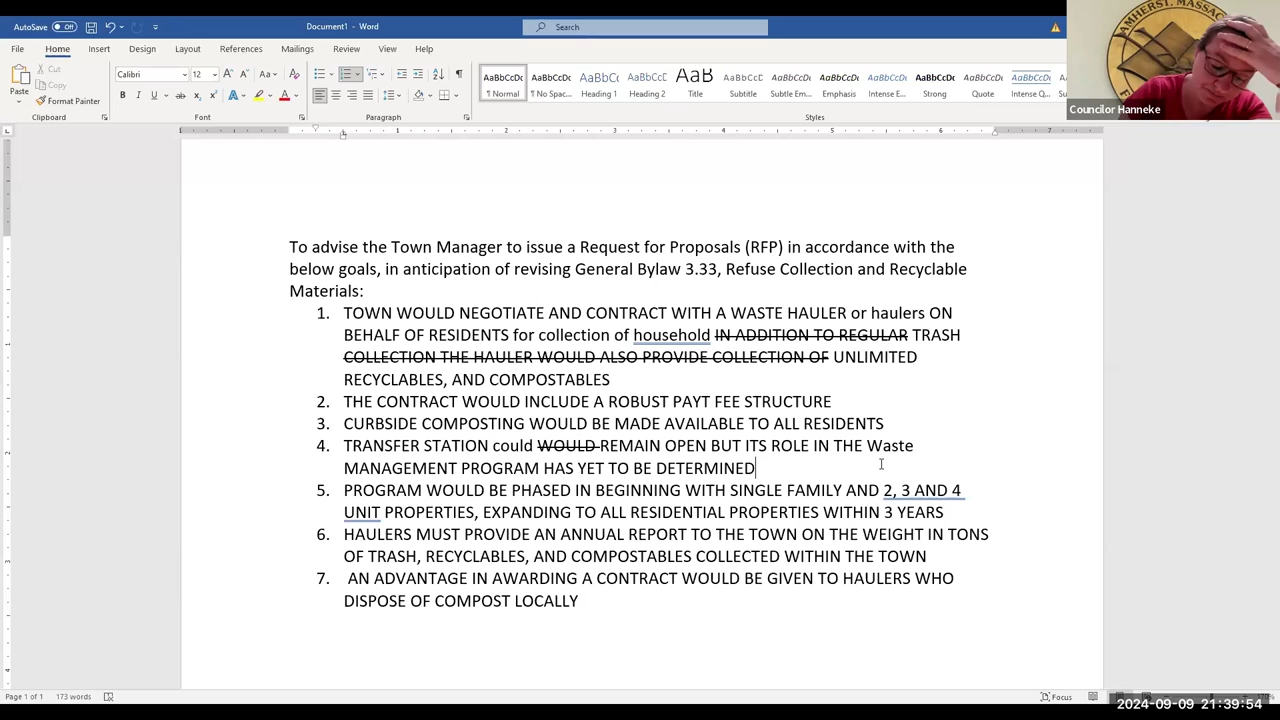 AutoSave Off Document1 - Word Search
File Home Insert Design Layout References Mailings Review View Help
Cut
Copy
Paste Format Painter
Calibri 12
AaBbCcDc AaBbCcDc AaBbC AaBbCcC AaB AaBbCcD AaBbCcDc AaBbCcDc AaBbCcDc AaBbCcDc AaBbCcDc AaBbCcDc
¶ Normal ¶ No Spac... Heading 1 Heading 2 Title Subtitle Subtle Em... Emphasis Intense E... Strong Quote Intense Q...
Clipboard Font Paragraph Styles
AMHERST, MASSAC
Councilor Hanneke
To advise the Town Manager to issue a Request for Proposals (RFP) in accordance with the
below goals, in anticipation of revising General Bylaw 3.33, Refuse Collection and Recyclable
Materials:
1. TOWN WOULD NEGOTIATE AND CONTRACT WITH A WASTE HAULER or haulers ON
BEHALF OF RESIDENTS for collection of household IN ADDITION TO REGULAR TRASH
COLLECTION THE HAULER WOULD ALSO PROVIDE COLLECTION OF UNLIMITED
RECYCLABLES, AND COMPOSTABLES
2. THE CONTRACT WOULD INCLUDE A ROBUST PAYT FEE STRUCTURE
3. CURBSIDE COMPOSTING WOULD BE MADE AVAILABLE TO ALL RESIDENTS
4. TRANSFER STATION could WOULD REMAIN OPEN BUT ITS ROLE IN THE Waste
MANAGEMENT PROGRAM HAS YET TO BE DETERMINED
5. PROGRAM WOULD BE PHASED IN BEGINNING WITH SINGLE FAMILY AND 2, 3 AND 4
UNIT PROPERTIES, EXPANDING TO ALL RESIDENTIAL PROPERTIES WITHIN 3 YEARS
6. HAULERS MUST PROVIDE AN ANNUAL REPORT TO THE TOWN ON THE WEIGHT IN TONS
OF TRASH, RECYCLABLES, AND COMPOSTABLES COLLECTED WITHIN THE TOWN
7. AN ADVANTAGE IN AWARDING A CONTRACT WOULD BE GIVEN TO HAULERS WHO
DISPOSE OF COMPOST LOCALLY
Page 1 of 1 173 words Focus
2024-09-09 21:39:54